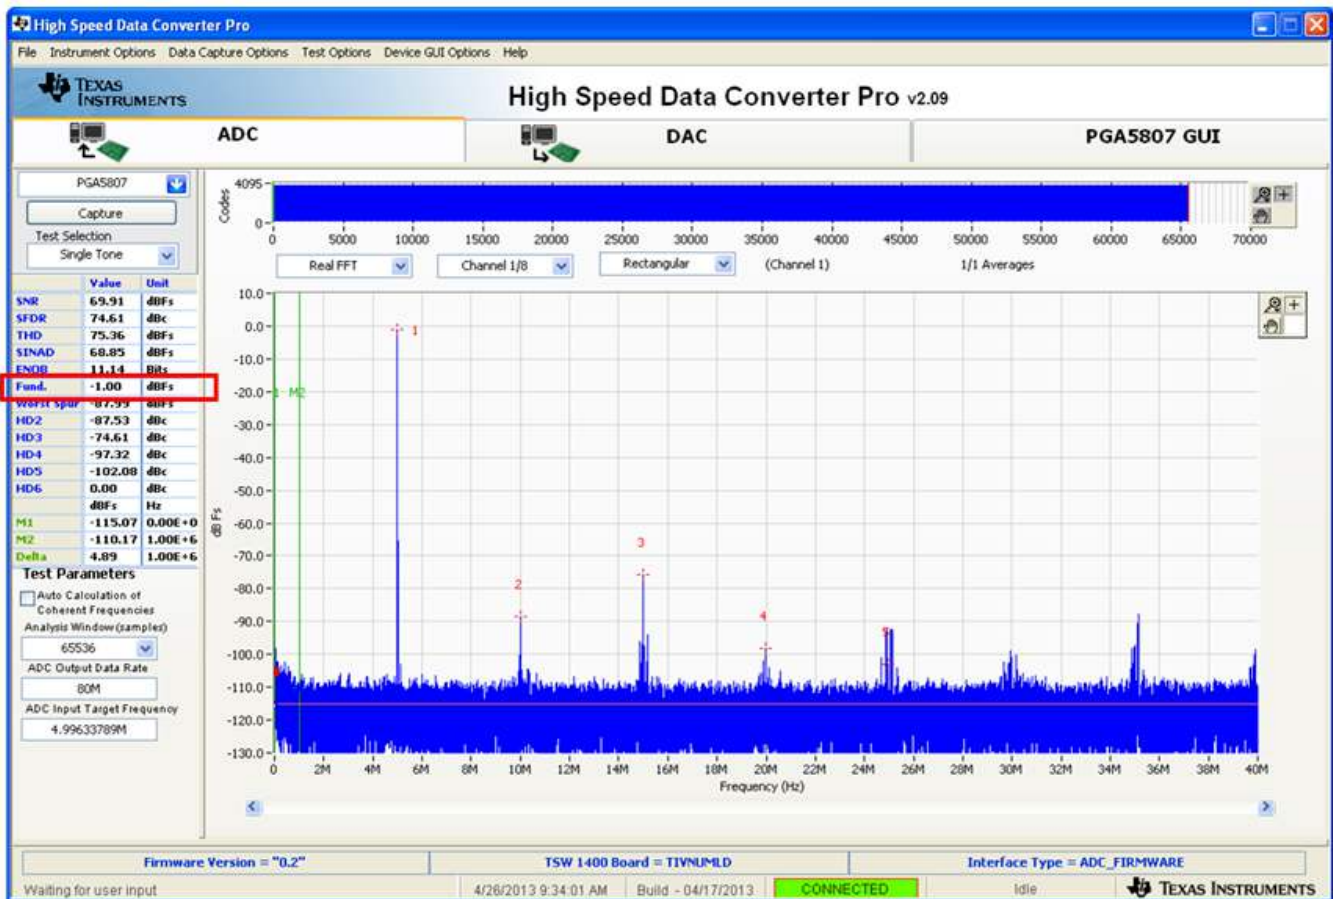 High Speed Data Converter Pro
File Instrument Options Data Capture Options Test Options Device GUI Options Help
TEXAS INSTRUMENTS
High Speed Data Converter Pro v2.09
ADC
DAC
PGA5807 GUI
PGA5807
Capture
Test Selection
Single Tone
Value Unit
SNR 69.91 dBFs
SFDR 74.61 dBc
THD 75.36 dBFs
SINAD 68.85 dBFs
ENOB 11.14 Bits
Fund. -1.00 dBFs
Worst Spur -87.99 dBFs
HD2 -87.53 dBc
HD3 -74.61 dBc
HD4 -97.32 dBc
HD5 -102.08 dBc
HD6 0.00 dBc
dBFs Hz
M1 -115.07 0.00E+0
M2 -110.17 1.00E+6
Delta 4.89 1.00E+6
Test Parameters
Auto Calculation of
Coherent Frequencies
Analysis Window (samples)
65536
ADC Output Data Rate
80M
ADC Input Target Frequency
4.99633789M
Codes
4095
0
0 5000 10000 15000 20000 25000 30000 35000 40000 45000 50000 55000 60000 65000 70000
Real FFT Channel 1/8 Rectangular (Channel 1) 1/1 Averages
dB Fs
10.0
0.0
-10.0
-20.0
-30.0
-40.0
-50.0
-60.0
-70.0
-80.0
-90.0
-100.0
-110.0
-120.0
-130.0
1
M2
2
3
4
5
0 2M 4M 6M 8M 10M 12M 14M 16M 18M 20M 22M 24M 26M 28M 30M 32M 34M 36M 38M 40M
Frequency (Hz)
Firmware Version = "0.2"
TSW 1400 Board = TIVNUMLD
Interface Type = ADC_FIRMWARE
Waiting for user input
4/26/2013 9:34:01 AM
Build - 04/17/2013
CONNECTED
Idle
TEXAS INSTRUMENTS